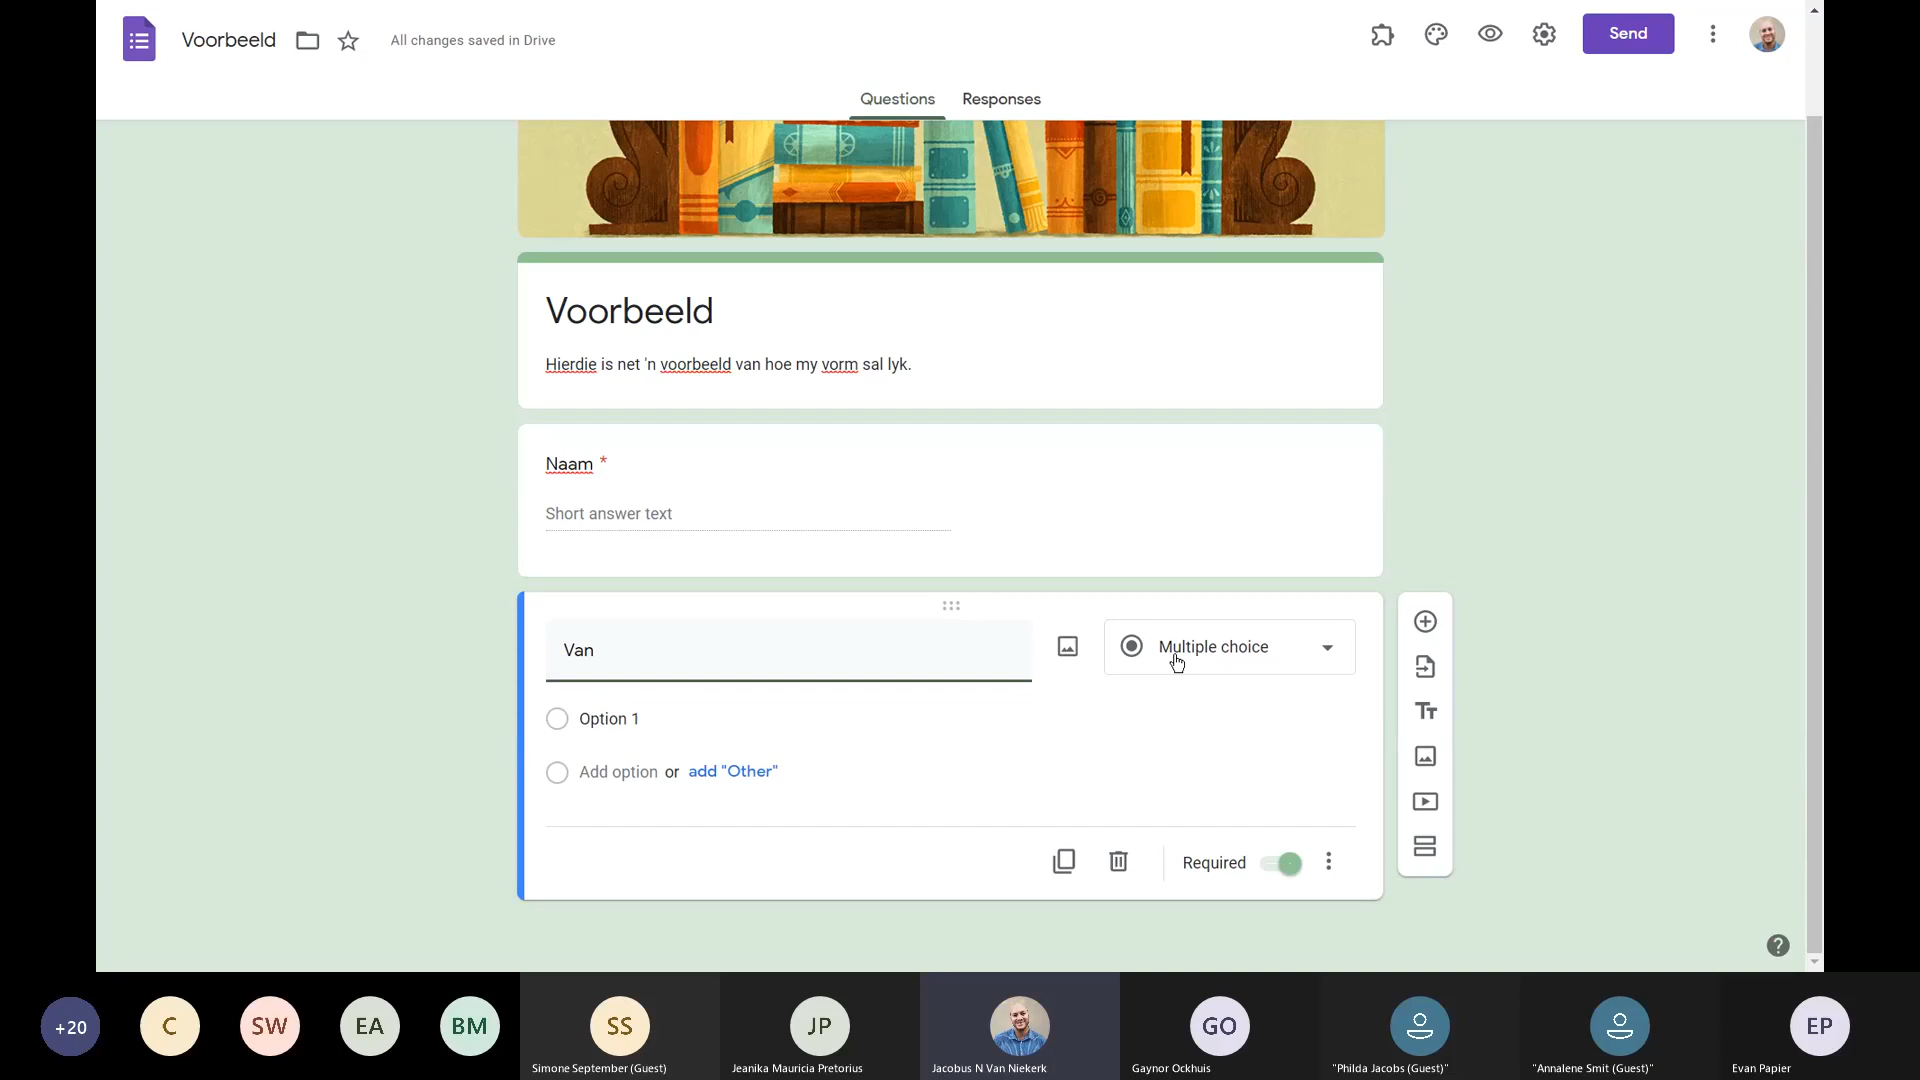 Voorbeeld
All changes saved in Drive
Send
Questions
Responses
Voorbeeld
Hierdie is net 'n voorbeeld van hoe my vorm sal lyk.
Naam *
Short answer text
Van
Multiple choice
Option 1
Add option or add "Other"
Required
+20
C
SW
EA
BM
SS
JP
GO
EP
Simone September (Guest)
Jeanika Mauricia Pretorius
Jacobus N Van Niekerk
Gaynor Ockhuis
"Philda Jacobs (Guest)"
"Annalene Smit (Guest)"
Evan Papier